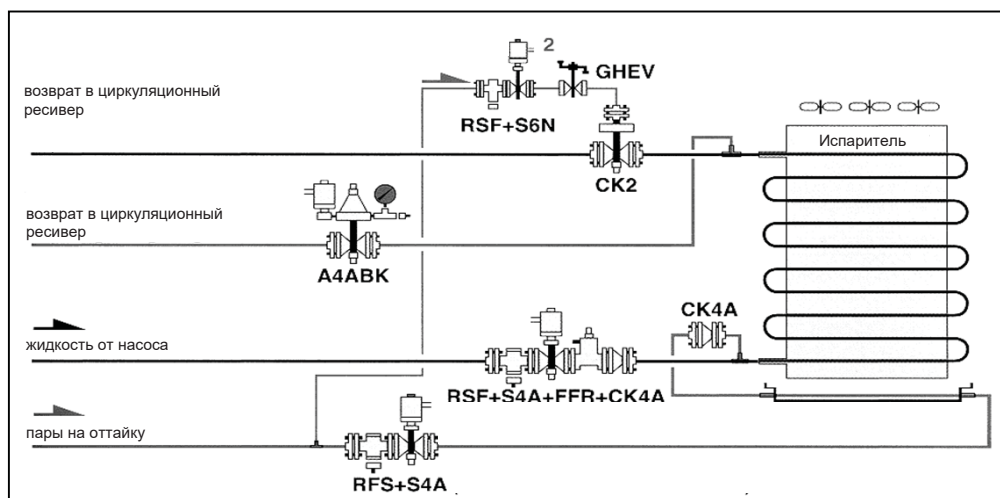 2
GHEV
возврат в циркуляционный
ресивер
RSF+S6N
Испаритель
CK2
возврат в циркуляционный
ресивер
A4ABK
CK4A
жидкость от насоса
RSF+S4A+FFR+CK4A
пары на оттайку
RFS+S4A